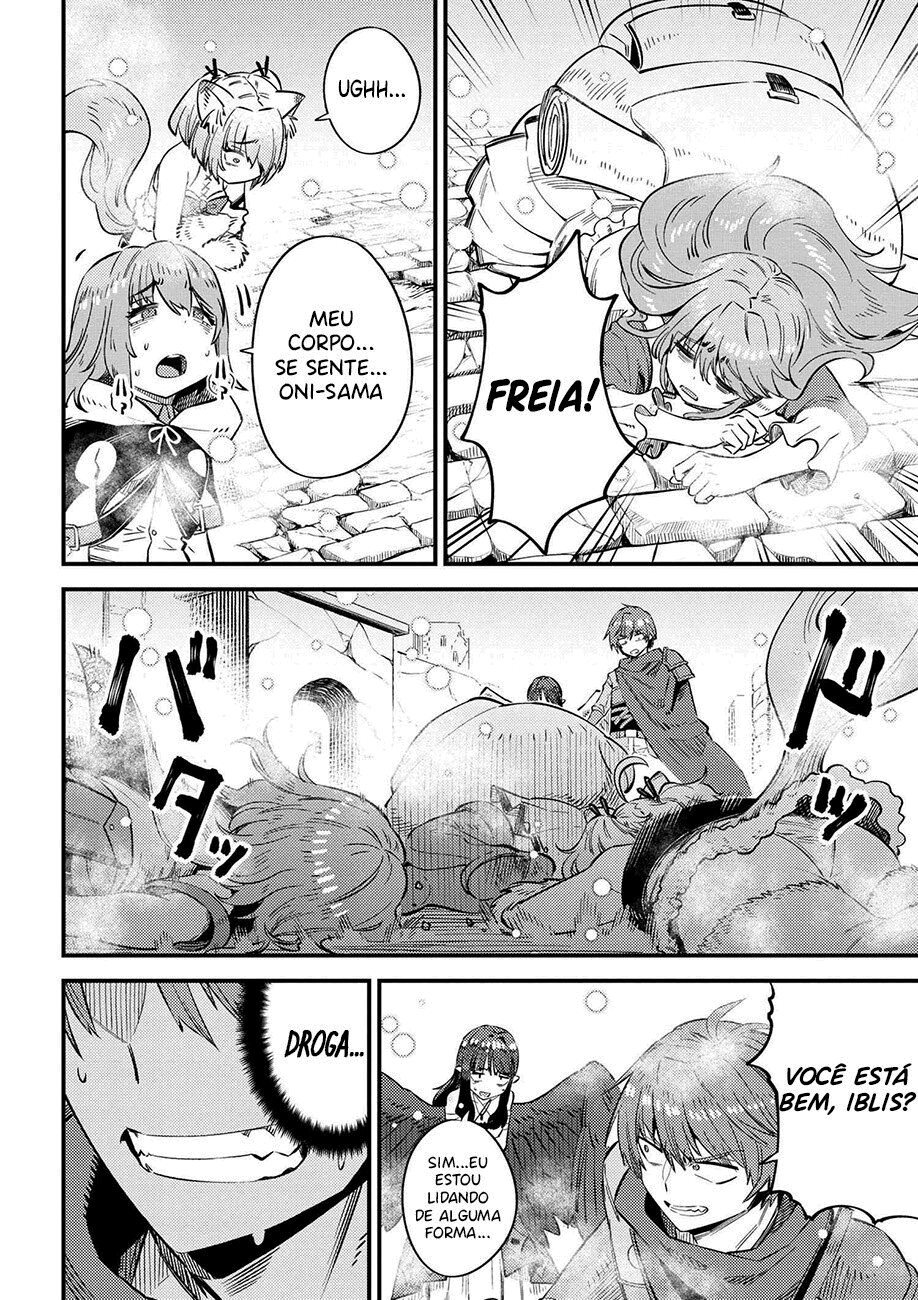 FREIA!
UGHH...
MEU
CORPO...
SE SENTE...
ONI-SAMA
ドバタッ
タッ
VOCÊ ESTÁ
BEM, IBLIS?
SIM...EU
ESTOU
LIDANDO
DE ALGUMA
FORMA...
DROGA...